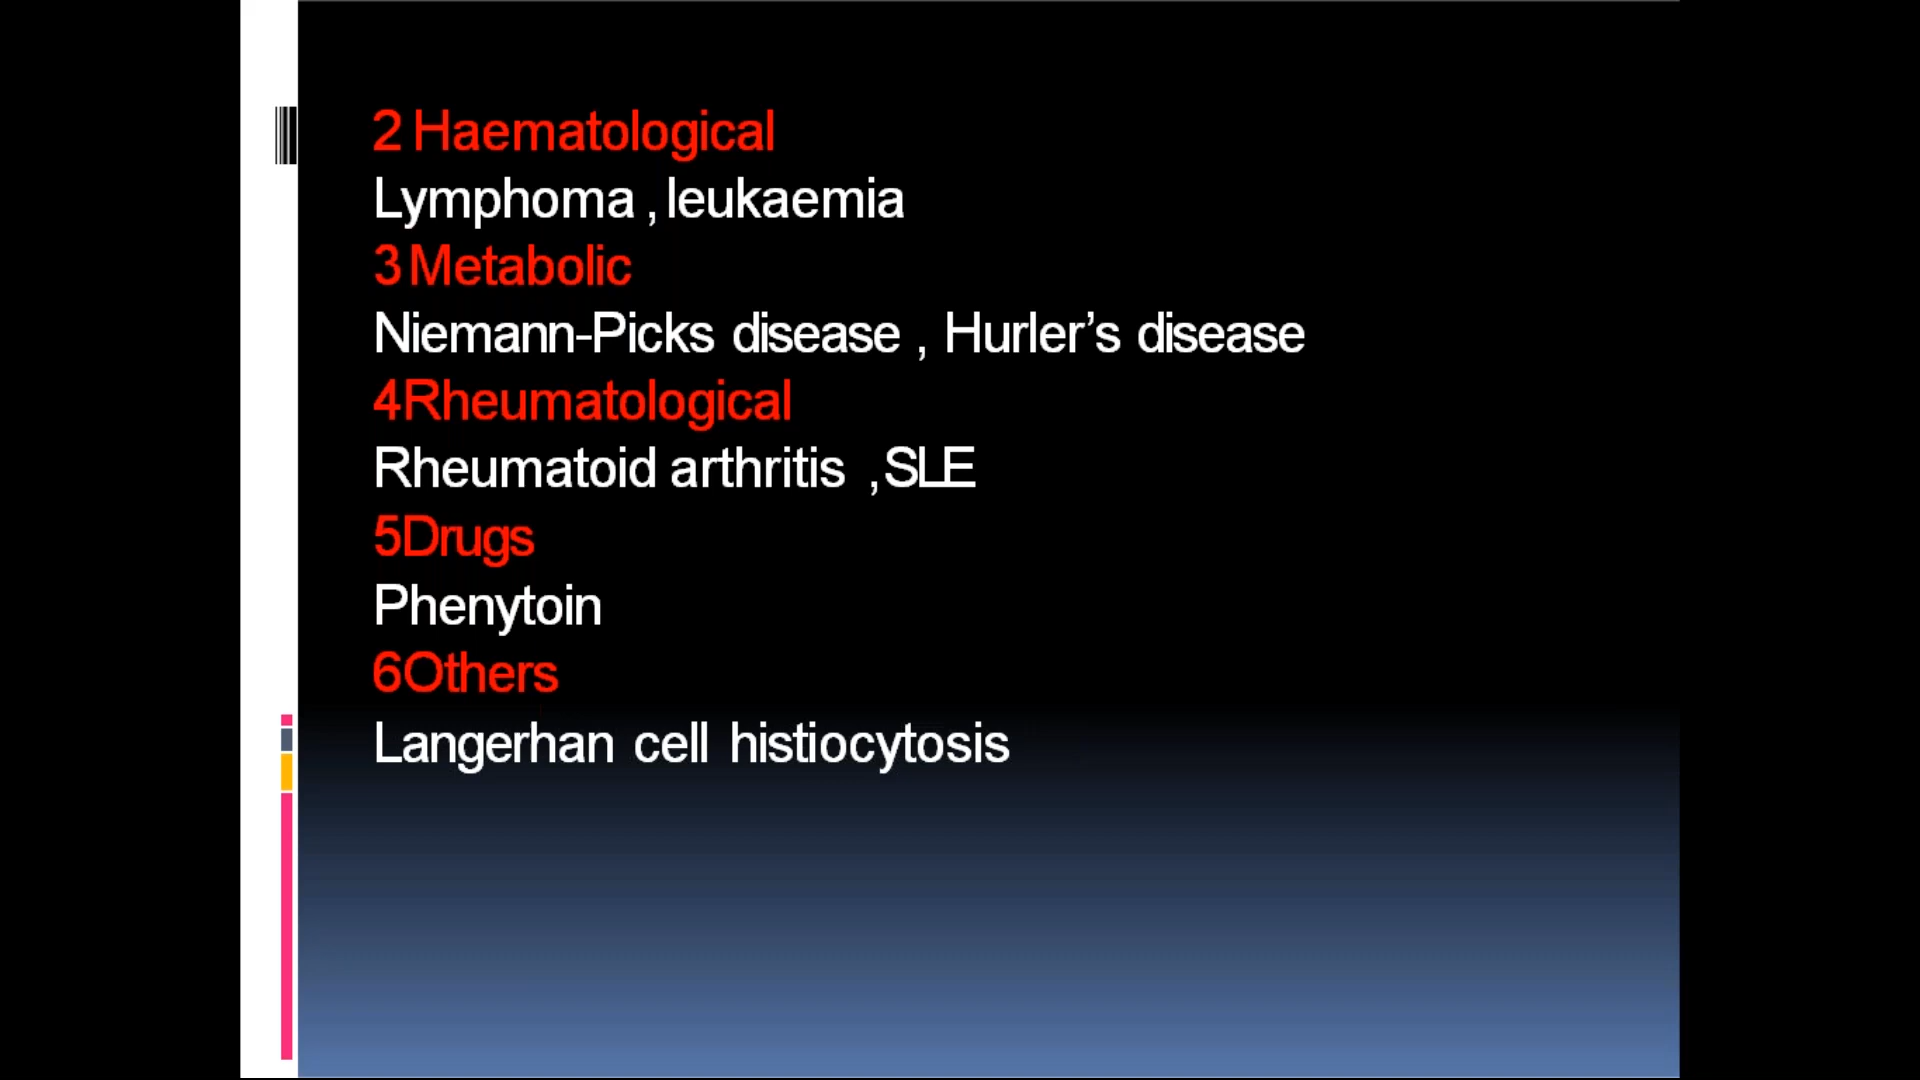 2 Haematological
Lymphoma , leukaemia
3 Metabolic
Niemann-Picks disease , Hurler’s disease
4Rheumatological
Rheumatoid arthritis ,SLE
5Drugs
Phenytoin
6Others
Langerhan cell histiocytosis